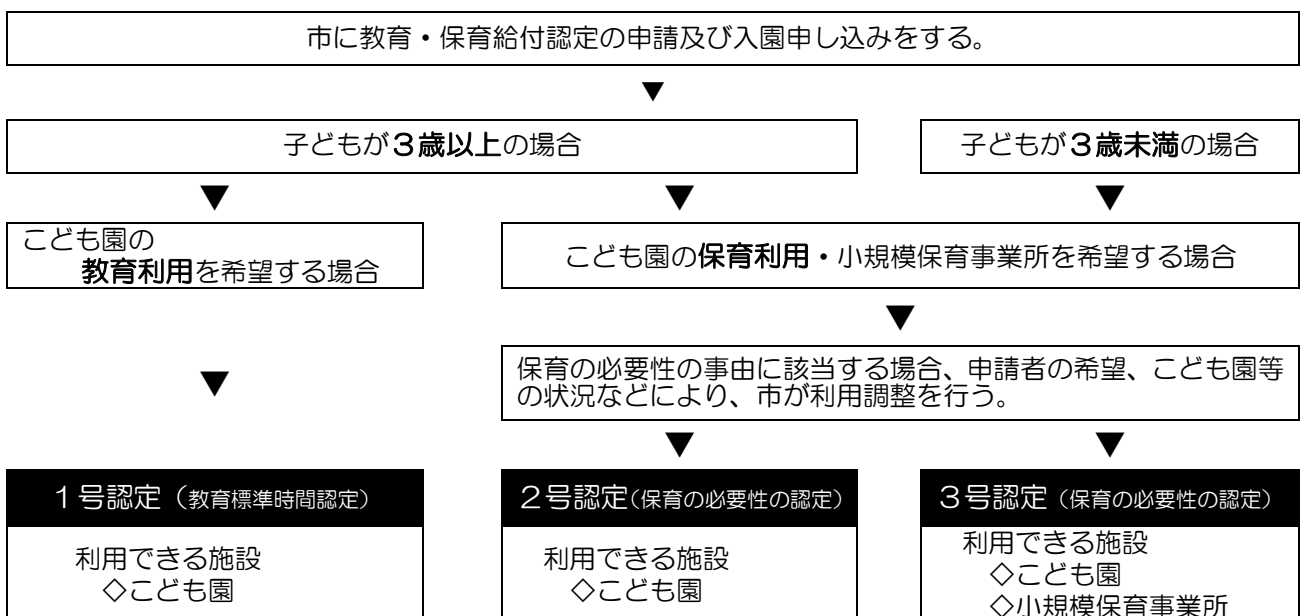 市に教育・保育給付認定の申請及び入園申し込みをする。
▼
子どもが３歳以上の場合
子どもが３歳未満の場合
▼
▼
▼
こども園の
教育利用を希望する場合
こども園の保育利用・小規模保育事業所を希望する場合
▼
▼
保育の必要性の事由に該当する場合、申請者の希望、こども園等
の状況などにより、市が利用調整を行う。
▼
▼
１号認定（教育標準時間認定）
利用できる施設
◇こども園
２号認定（保育の必要性の認定）
利用できる施設
◇こども園
３号認定（保育の必要性の認定）
利用できる施設
◇こども園
◇小規模保育事業所